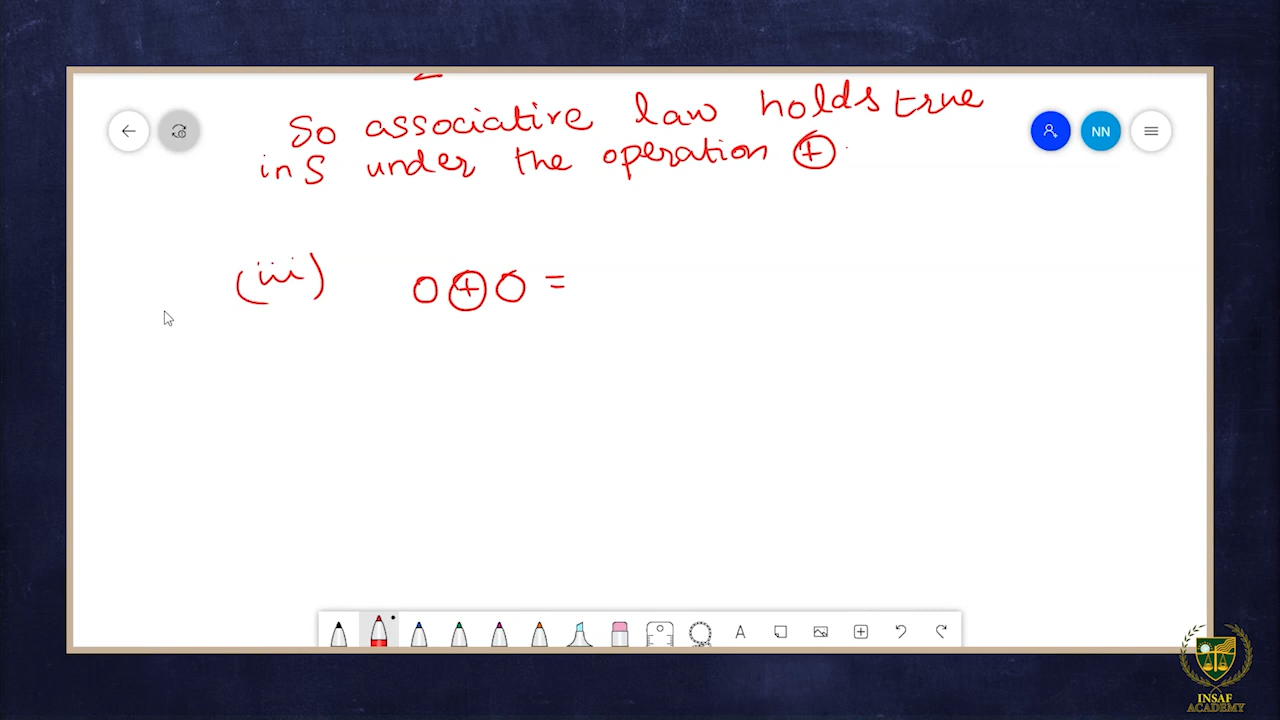 So associative law holds true
in S under the operation ⊕.
(iii) 0 ⊕ 0 =
NN
A
INSAF
ACADEMY